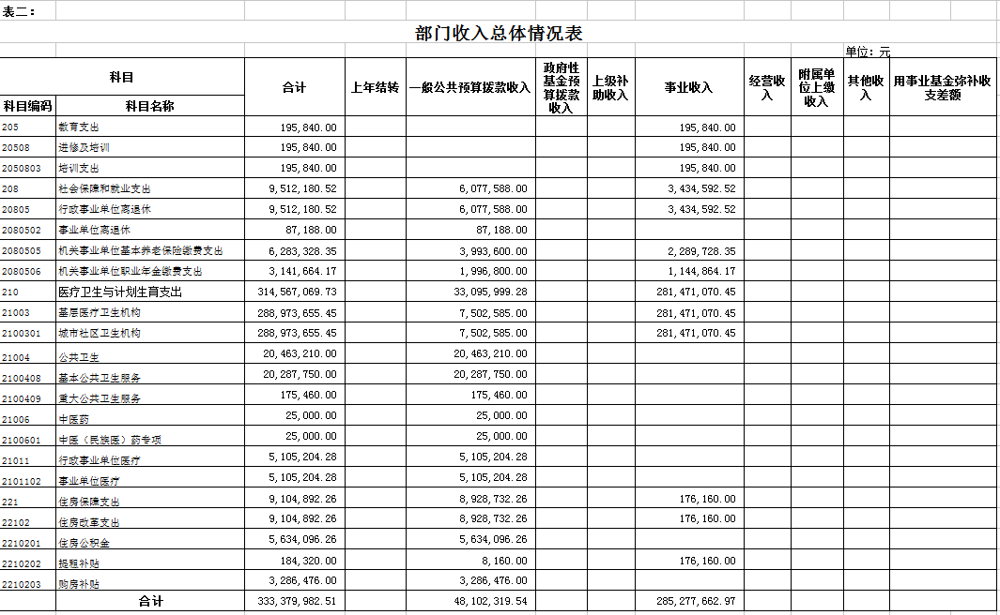 表二：
部门收入总体情况表
单位：元
科目 合计 上年结转 一般公共预算拨款收入 政府性基金预算拨款收入 上级补助收入 事业收入 经营收入 附属单位上缴收入 其他收入 用事业基金弥补收支差额
科目编码 科目名称
205 教育支出 195,840.00 195,840.00
20508 进修及培训 195,840.00 195,840.00
2050803 培训支出 195,840.00 195,840.00
208 社会保障和就业支出 9,512,180.52 6,077,588.00 3,434,592.52
20805 行政事业单位离退休 9,512,180.52 6,077,588.00 3,434,592.52
2080502 事业单位离退休 87,188.00 87,188.00
2080505 机关事业单位基本养老保险缴费支出 6,283,328.35 3,993,600.00 2,289,728.35
2080506 机关事业单位职业年金缴费支出 3,141,664.17 1,996,800.00 1,144,864.17
210 医疗卫生与计划生育支出 314,567,069.73 33,095,999.28 281,471,070.45
21003 基层医疗卫生机构 288,973,655.45 7,502,585.00 281,471,070.45
2100301 城市社区卫生机构 288,973,655.45 7,502,585.00 281,471,070.45
21004 公共卫生 20,463,210.00 20,463,210.00
2100408 基本公共卫生服务 20,287,750.00 20,287,750.00
2100409 重大公共卫生服务 175,460.00 175,460.00
21006 中医药 25,000.00 25,000.00
2100601 中医（民族医）药专项 25,000.00 25,000.00
21011 行政事业单位医疗 5,105,204.28 5,105,204.28
2101102 事业单位医疗 5,105,204.28 5,105,204.28
221 住房保障支出 9,104,892.26 8,928,732.26 176,160.00
22102 住房改革支出 9,104,892.26 8,928,732.26 176,160.00
2210201 住房公积金 5,634,096.26 5,634,096.26
2210202 提租补贴 184,320.00 8,160.00 176,160.00
2210203 购房补贴 3,286,476.00 3,286,476.00
合计 333,379,982.51 48,102,319.54 285,277,662.97